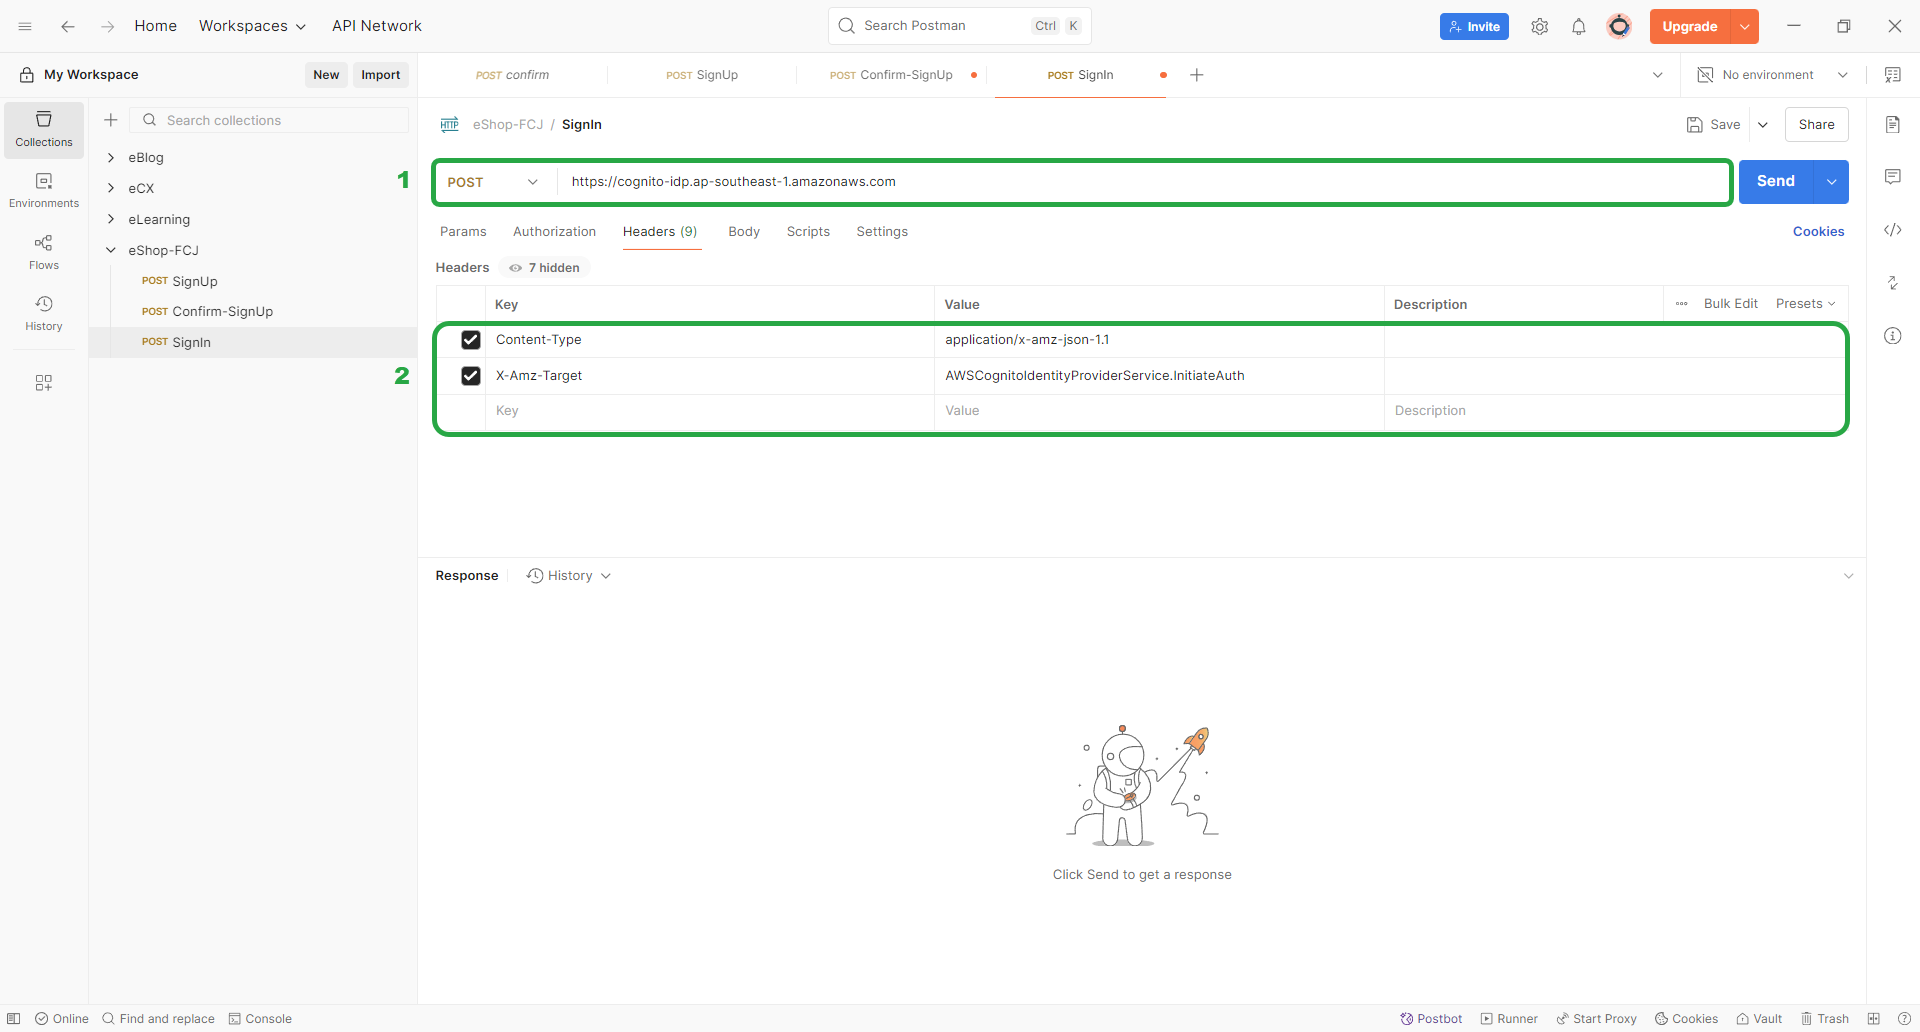 Home Workspaces API Network Search Postman Ctrl K Invite Upgrade
My Workspace New Import POST confirm POST SignUp POST Confirm-SignUp POST SignIn No environment
Collections
Environments
Flows
History
Search collections
eBlog
eCX
eLearning
eShop-FCJ
POST SignUp
POST Confirm-SignUp
POST SignIn
HTTP eShop-FCJ / SignIn Save Share
1 POST https://cognito-idp.ap-southeast-1.amazonaws.com Send
Params Authorization Headers (9) Body Scripts Settings Cookies
Headers 7 hidden
Key Value Description Bulk Edit Presets
2
Content-Type application/x-amz-json-1.1
X-Amz-Target AWSCognitoIdentityProviderService.InitiateAuth
Key Value Description
Response History
Click Send to get a response
Online Find and replace Console Postbot Runner Start Proxy Cookies Vault Trash